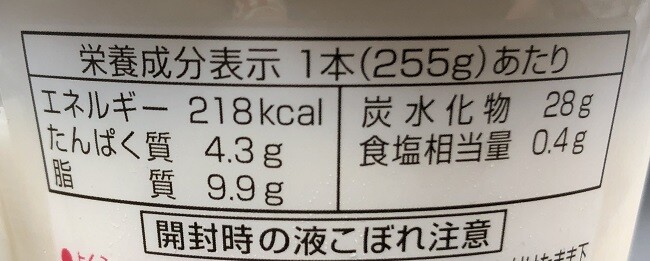 栄養成分表示 1本(255g)あたり
エネルギー 218kcal
たんぱく質 4.3g
脂質 9.9g
炭水化物 28g
食塩相当量 0.4g
開封時の液こぼれ注意